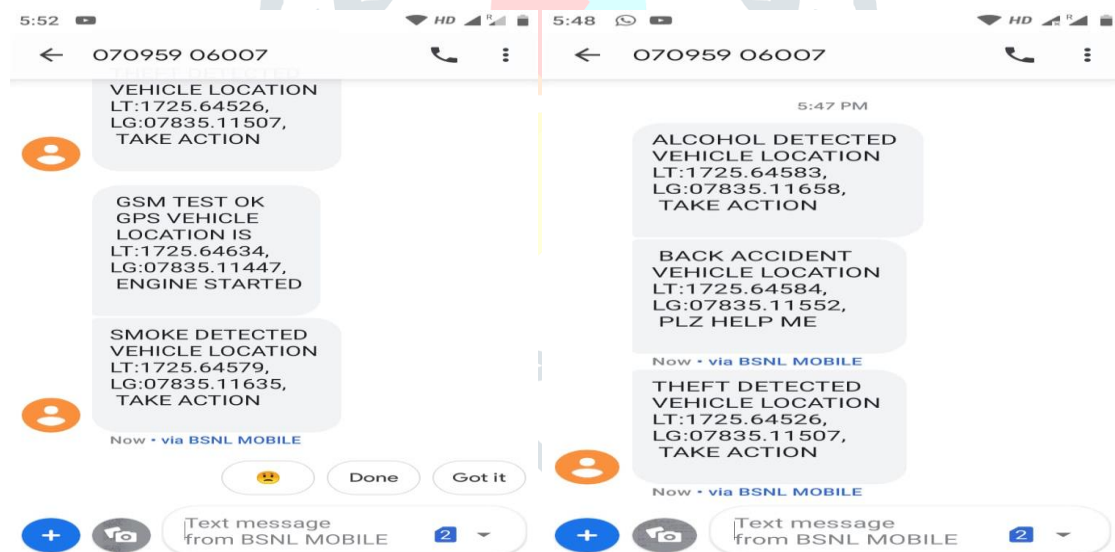 5:52
HD
R
070959 06007
THEFT DETECTED
VEHICLE LOCATION
LT:1725.64526,
LG:07835.11507,
TAKE ACTION
GSM TEST OK
GPS VEHICLE
LOCATION IS
LT:1725.64634,
LG:07835.11447,
ENGINE STARTED
SMOKE DETECTED
VEHICLE LOCATION
LT:1725.64579,
LG:07835.11635,
TAKE ACTION
Now • via BSNL MOBILE
Done
Got it
Text message
from BSNL MOBILE
2
5:48
HD
R
070959 06007
5:47 PM
ALCOHOL DETECTED
VEHICLE LOCATION
LT:1725.64583,
LG:07835.11658,
TAKE ACTION
BACK ACCIDENT
VEHICLE LOCATION
LT:1725.64584,
LG:07835.11552,
PLZ HELP ME
Now • via BSNL MOBILE
THEFT DETECTED
VEHICLE LOCATION
LT:1725.64526,
LG:07835.11507,
TAKE ACTION
Now • via BSNL MOBILE
Text message
from BSNL MOBILE
2